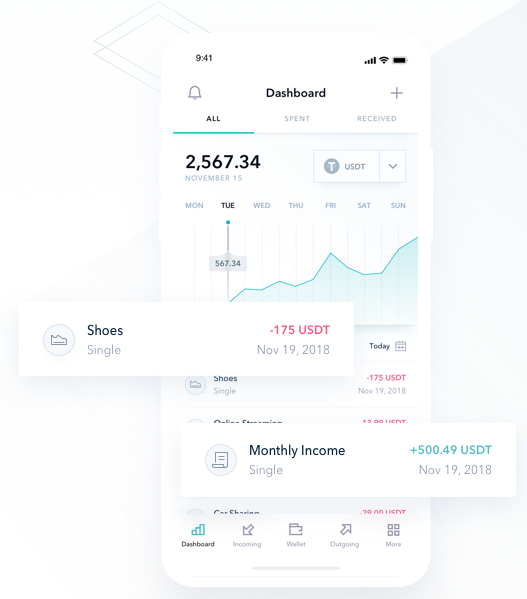 9:41
Dashboard
ALL SPENT RECEIVED
2,567.34
NOVEMBER 15
USDT
MON TUE WED THU FRI SAT SUN
567.34
Shoes -175 USDT
Single Nov 19, 2018
Today
Shoes -175 USDT
Single Nov 19, 2018
Online Streaming -13.99 USDT
Monthly Income +500.49 USDT
Single Nov 19, 2018
Car Sharing -29.00 USDT
Dashboard Incoming Wallet Outgoing More